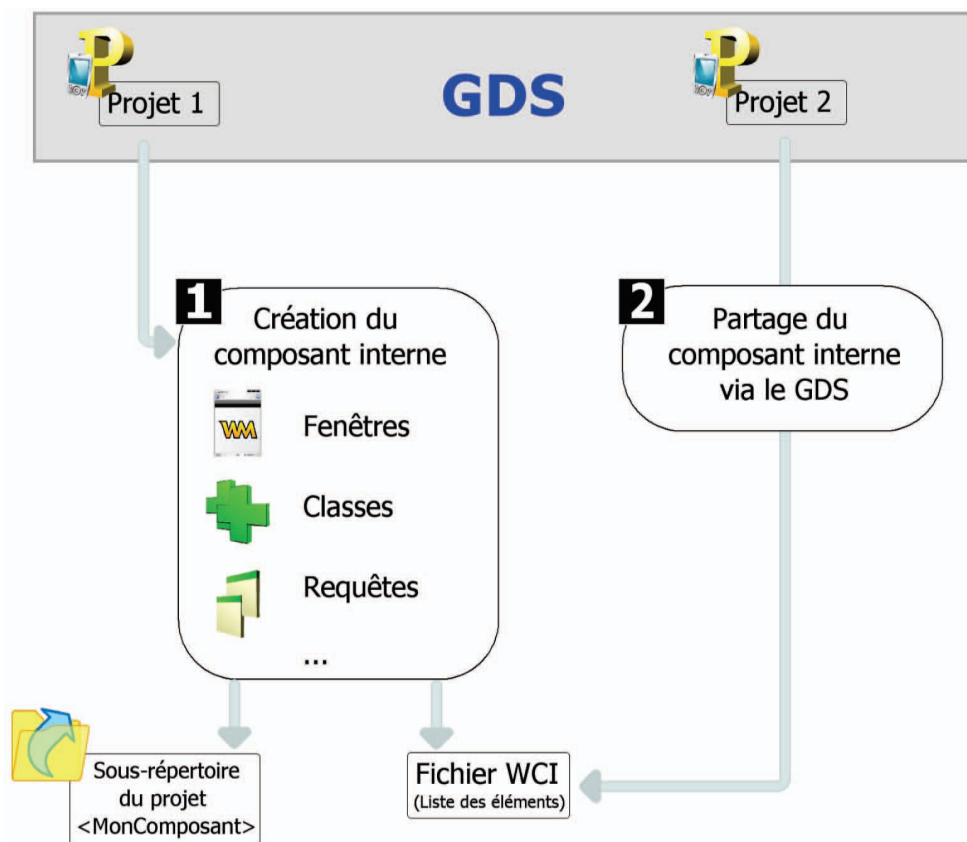 GDS
Projet 1
Projet 2
1
Création du
composant interne
WM
Fenêtres
Classes
Requêtes
...
2
Partage du
composant interne
via le GDS
Sous-répertoire
du projet
<MonComposant>
Fichier WCI
(Liste des éléments)